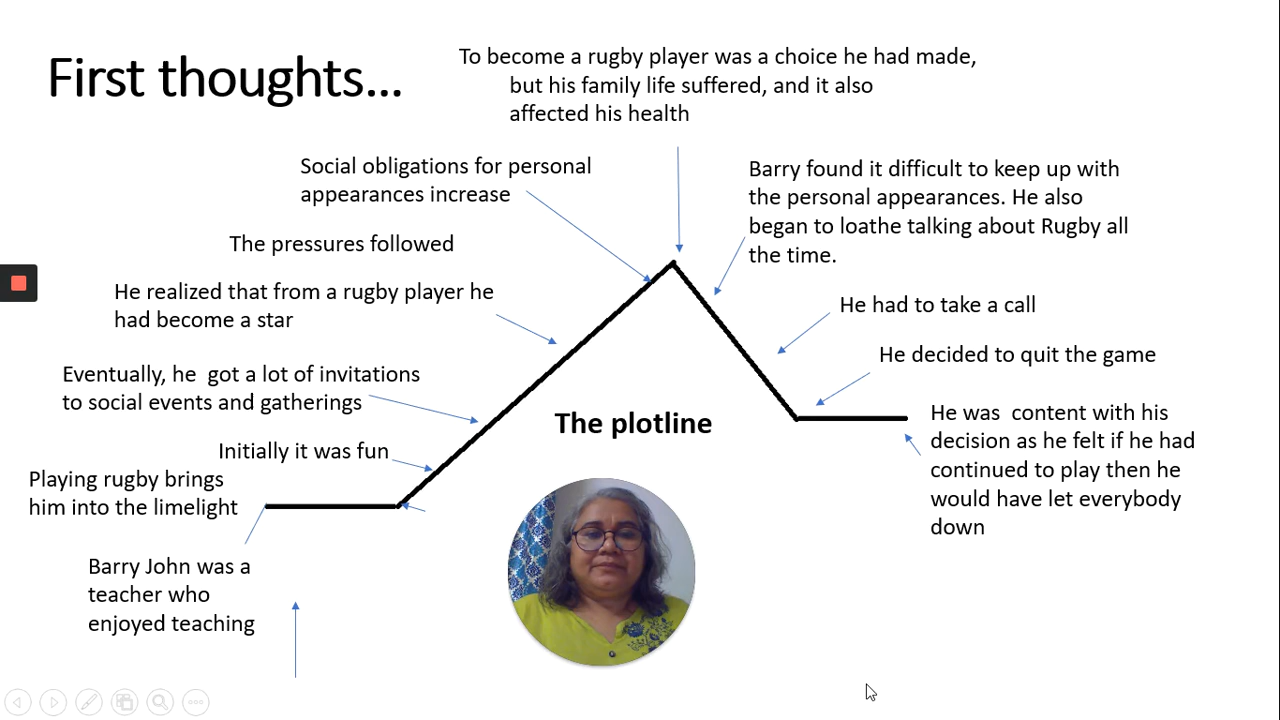 First thoughts...
To become a rugby player was a choice he had made,
but his family life suffered, and it also
affected his health
Social obligations for personal
appearances increase
Barry found it difficult to keep up with
the personal appearances. He also
began to loathe talking about Rugby all
the time.
The pressures followed
He realized that from a rugby player he
had become a star
He had to take a call
He decided to quit the game
Eventually, he  got a lot of invitations
to social events and gatherings
The plotline
He was  content with his
decision as he felt if he had
continued to play then he
would have let everybody
down
Initially it was fun
Playing rugby brings
him into the limelight
Barry John was a
teacher who
enjoyed teaching